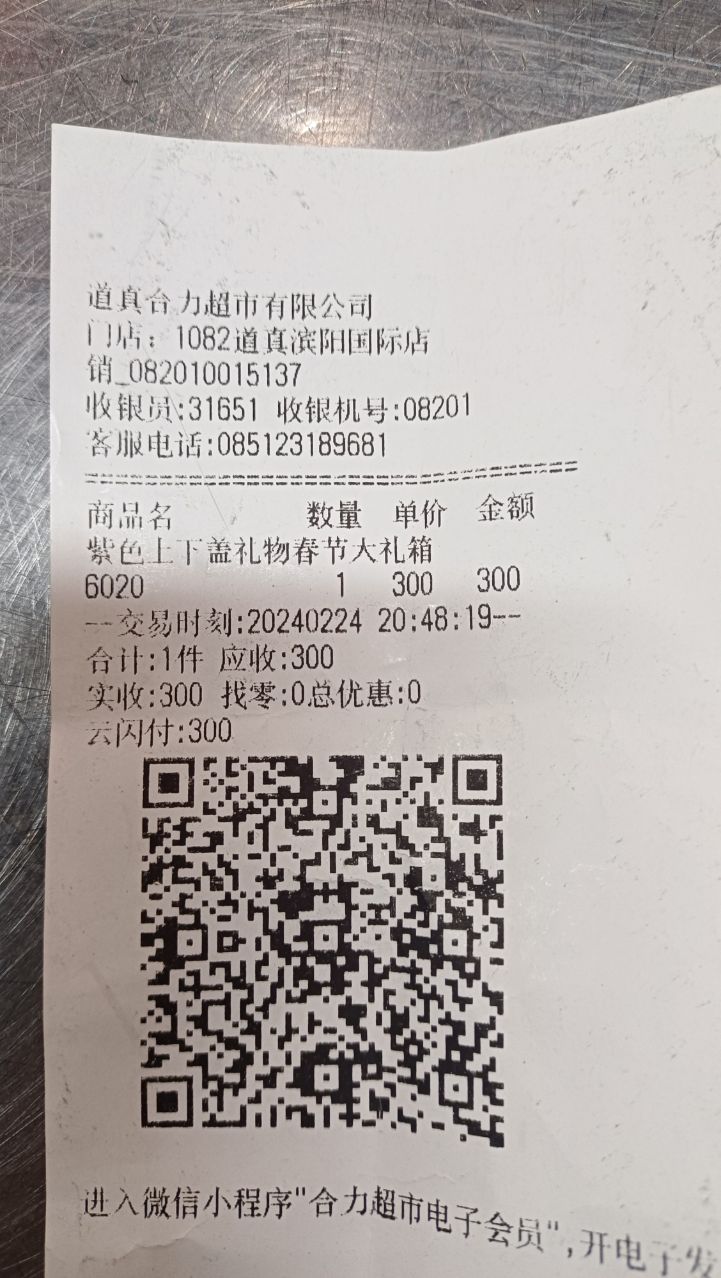 道真合力超市有限公司
门店：1082道真滨阳国际店
销_082010015137
收银员:31651 收银机号:08201
客服电话:085123189681
商品名 数量 单价 金额
紫色上下盖礼物春节大礼箱
6020 1 300 300
--交易时刻:20240224 20:48:19--
合计:1件 应收:300
实收:300 找零:0总优惠:0
云闪付:300
进入微信小程序"合力超市电子会员",开电子发